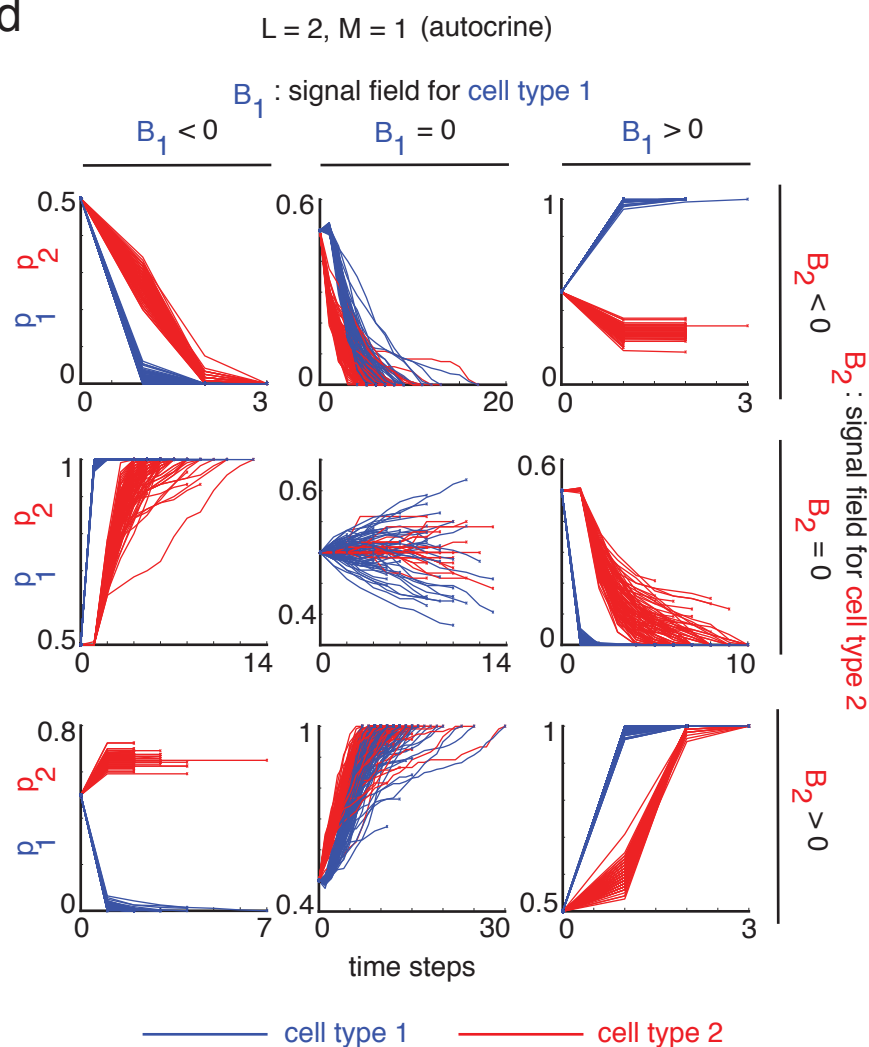 d
L = 2, M = 1 (autocrine)
B1 : signal field for cell type 1
B1 < 0
B1 = 0
B1 > 0
0.5
p2
p1
0
0
3
0.6
0
0
20
1
0
0
3
B2 < 0
1
p2
p1
0.5
0
14
0.6
0.4
0
14
0.6
0
0
10
B2 = 0
B2 : signal field for cell type 2
0.8
p2
p1
0
0
7
1
0.4
0
30
1
0.5
0
3
B2 > 0
time steps
cell type 1
cell type 2